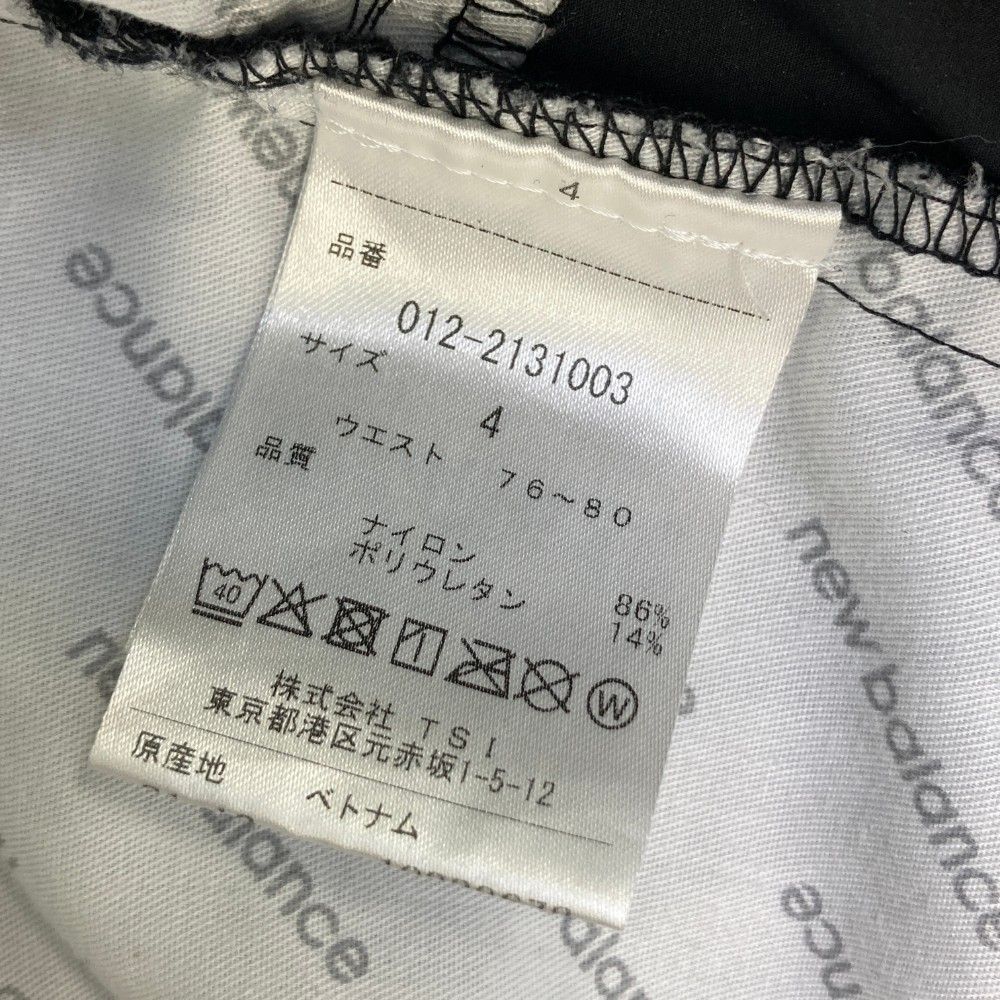 4
品番
012-2131003
サイズ
4
ウエスト 76～80
品質
ナイロン 86%
ポリウレタン 14%
40
W
株式会社 TSI
東京都港区元赤坂1-5-12
原産地
ベトナム
balance
balance
new balance
balance
ance